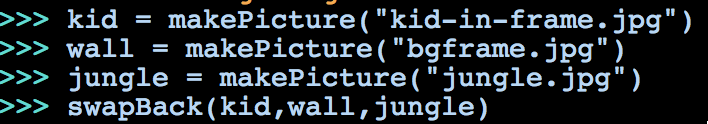 >>> kid = makePicture("kid-in-frame.jpg")
>>> wall = makePicture("bgframe.jpg")
>>> jungle = makePicture("jungle.jpg")
>>> swapBack(kid,wall,jungle)